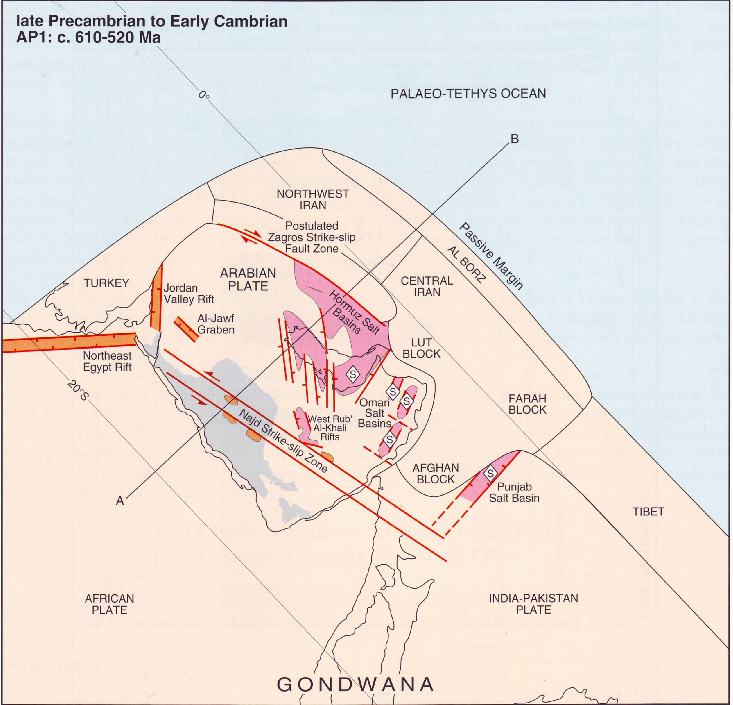 late Precambrian to Early Cambrian
AP1: c. 610-520 Ma
0°
PALAEO-TETHYS OCEAN
B
NORTHWEST
IRAN
Postulated
Zagros Strike-slip
Fault Zone
Passive Margin
AL BORZ
TURKEY
ARABIAN
PLATE
CENTRAL
IRAN
Jordan
Valley Rift
Hormuz Salt
Basins
Al-Jawf
Graben
LUT
BLOCK
Northeast
Egypt Rift
20°S
S
S
S
Oman
Salt
Basins
S
FARAH
BLOCK
West Rub'
Al-Khali
Rifts
Najd Strike-slip Zone
AFGHAN
BLOCK
S
Punjab
Salt Basin
A
TIBET
AFRICAN
PLATE
INDIA-PAKISTAN
PLATE
GONDWANA